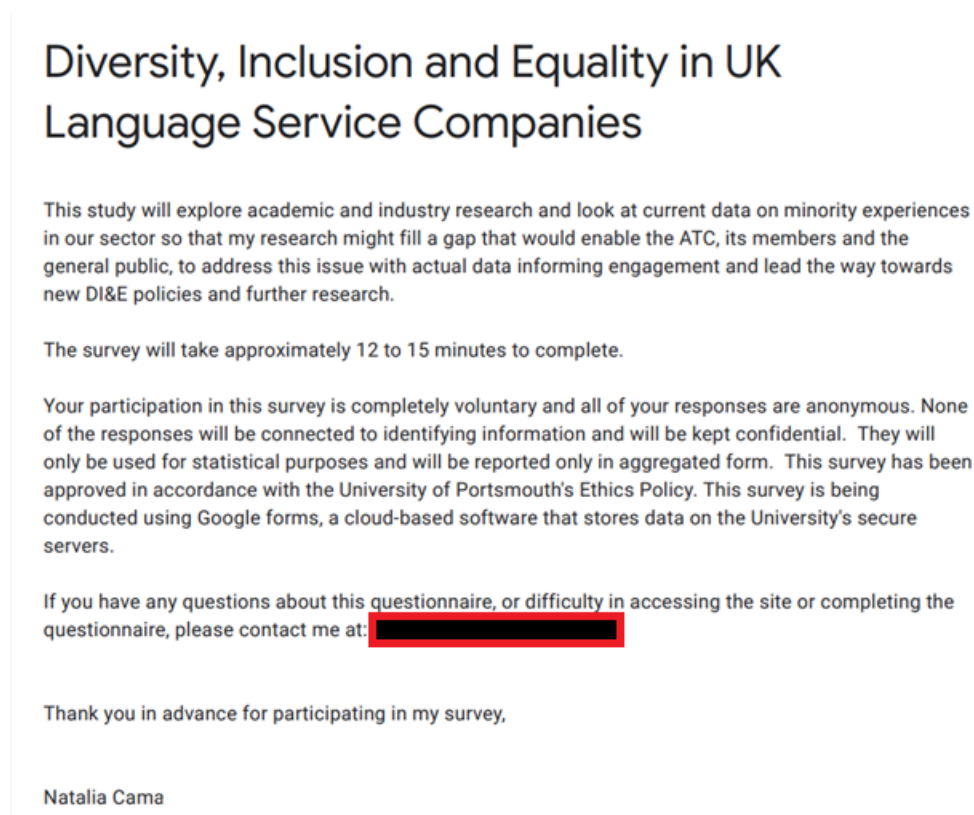 Diversity, Inclusion and Equality in UK
Language Service Companies
This study will explore academic and industry research and look at current data on minority experiences
in our sector so that my research might fill a gap that would enable the ATC, its members and the
general public, to address this issue with actual data informing engagement and lead the way towards
new DI&E policies and further research.
The survey will take approximately 12 to 15 minutes to complete.
Your participation in this survey is completely voluntary and all of your responses are anonymous. None
of the responses will be connected to identifying information and will be kept confidential.  They will
only be used for statistical purposes and will be reported only in aggregated form.  This survey has been
approved in accordance with the University of Portsmouth's Ethics Policy. This survey is being
conducted using Google forms, a cloud-based software that stores data on the University's secure
servers.
If you have any questions about this questionnaire, or difficulty in accessing the site or completing the
questionnaire, please contact me at:
Thank you in advance for participating in my survey,
Natalia Cama